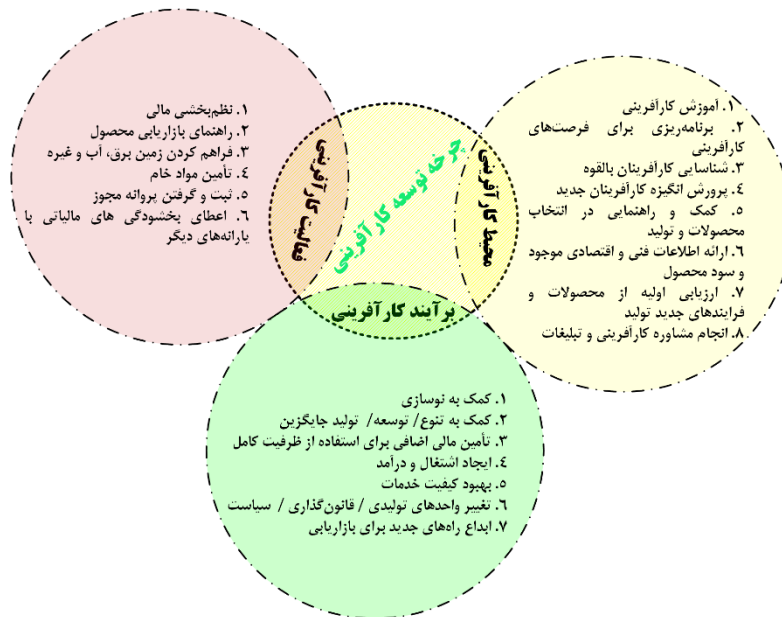 ۱. آموزش کارآفرینی
۲. برنامه‌ریزی برای فرصت‌های
کارآفرینی
۳. شناسایی کارآفرینان بالقوه
۴. پرورش انگیزه کارآفرینان جدید
۵. کمک و راهنمایی در انتخاب
محصولات و تولید
۶. ارائه اطلاعات فنی و اقتصادی موجود
و سود محصول
۷. ارزیابی اولیه از محصولات و
فرایندهای جدید تولید
۸. انجام مشاوره کارآفرینی و تبلیغات
محیط کارآفرینی
چرخه توسعه کارآفرینی
فعالیت کارآفرینی
۱. نظم‌بخشی مالی
۲. راهنمای بازاریابی محصول
۳. فراهم کردن زمین برق، آب و غیره
۴. تأمین مواد خام
۵. ثبت و گرفتن پروانه مجوز
۶. اعطای بخشودگی های مالیاتی با
یارانه‌های دیگر
برآیند کارآفرینی
۱. کمک به نوسازی
۲. کمک به تنوع/ توسعه/ تولید جایگزین
۳. تأمین مالی اضافی برای استفاده از ظرفیت کامل
۴. ایجاد اشتغال و درآمد
۵. بهبود کیفیت خدمات
۶. تغییر واحدهای تولیدی / قانون‌گذاری / سیاست
۷. ابداع راه‌های جدید برای بازاریابی